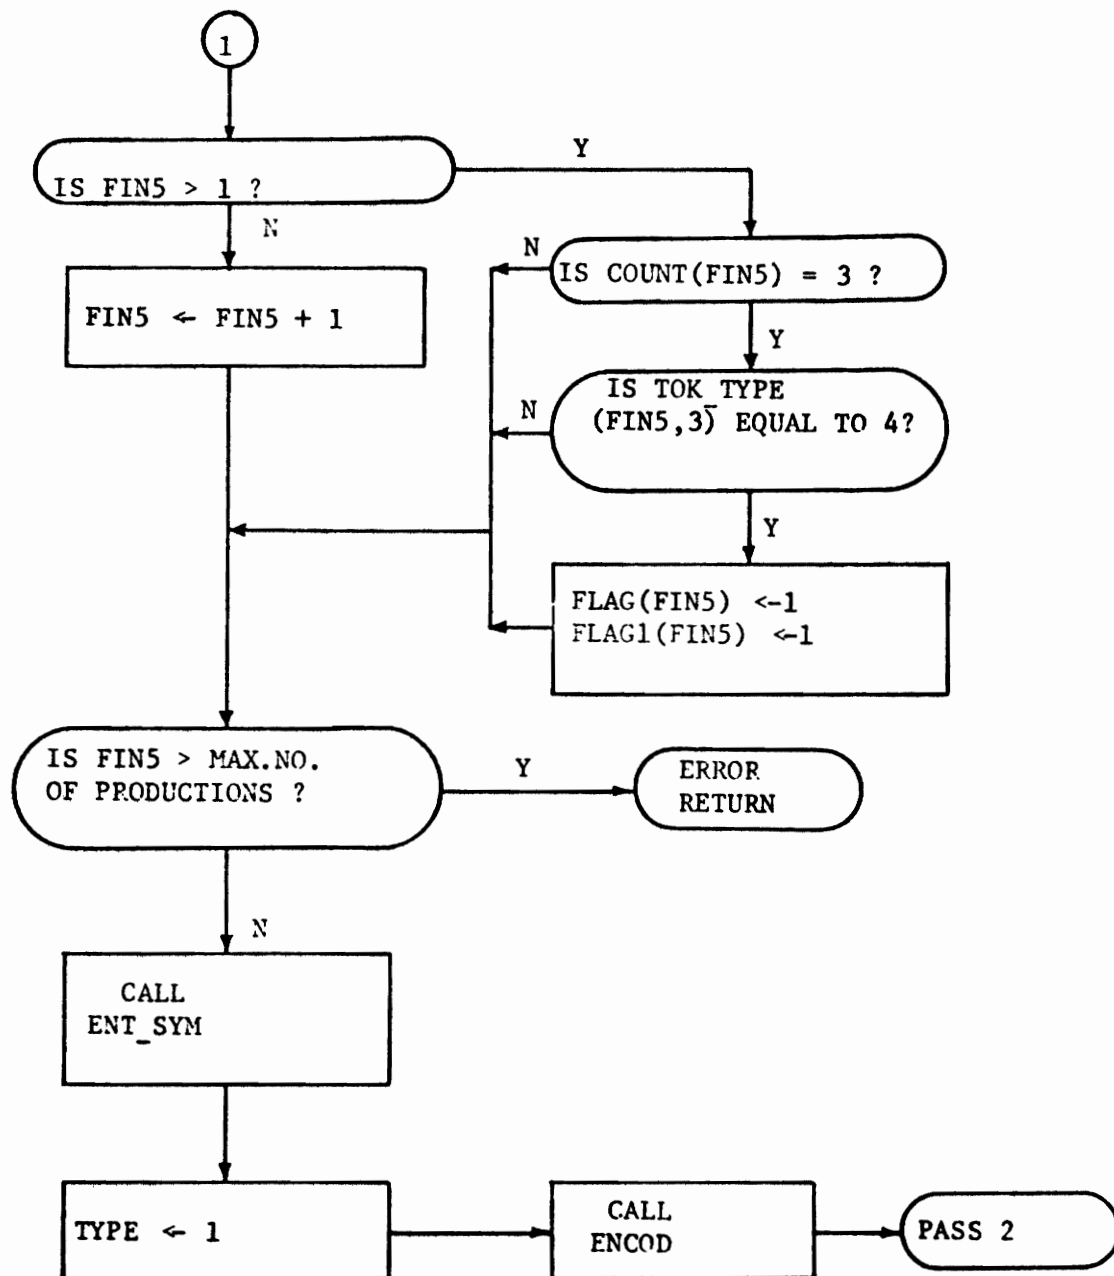 1
IS FIN5 > 1 ?
Y
N
FIN5 ← FIN5 + 1
N
IS COUNT(FIN5) = 3 ?
Y
IS TOK_TYPE
(FIN5,3) EQUAL TO 4?
N
Y
FLAG(FIN5) <-1
FLAG1(FIN5) <-1
IS FIN5 > MAX.NO.
OF PRODUCTIONS ?
Y
ERROR
RETURN
N
CALL
ENT_SYM
TYPE ← 1
CALL
ENCOD
PASS 2